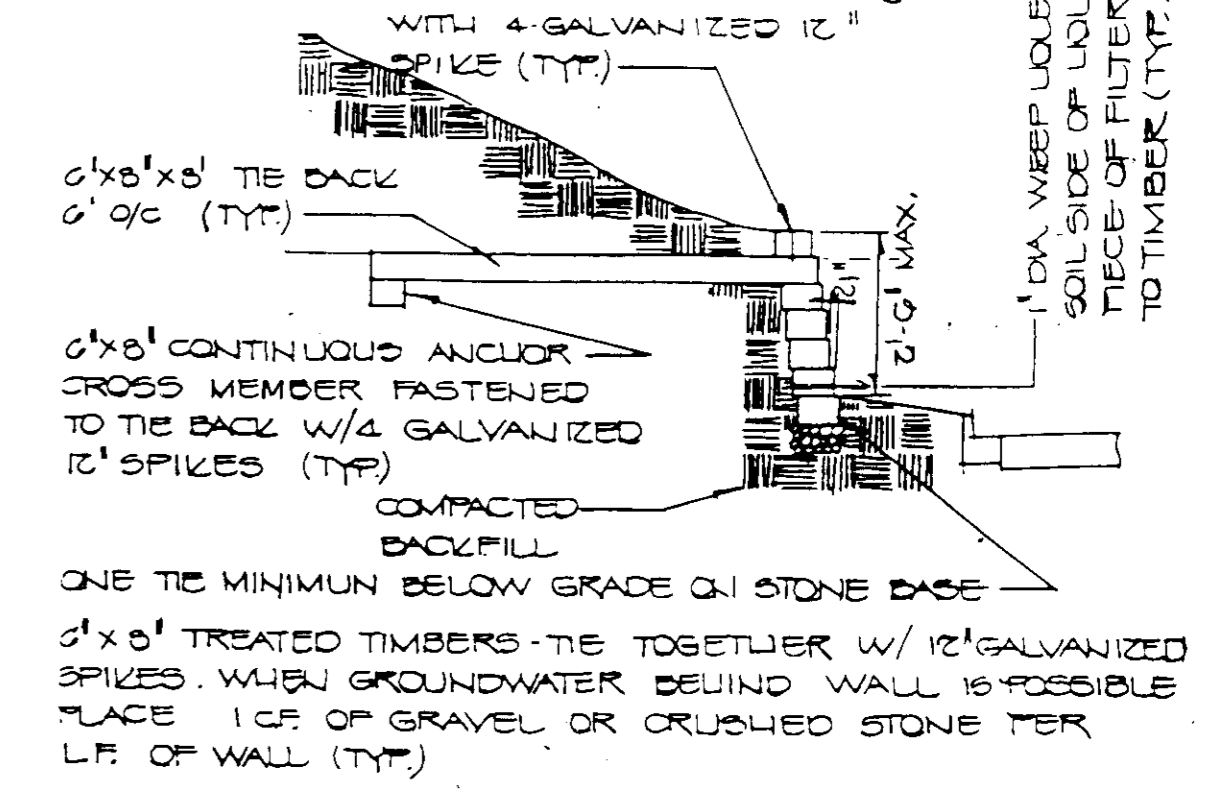 WITH 4-GALVANIZED 12"
SPIKE (TYP.)
6"x8"x8' TIE BACK
6' O/C (TYP.)
6"x8" CONTINUOUS ANCHOR
CROSS MEMBER FASTENED
TO TIE BACK W/4 GALVANIZED
12" SPIKES (TYP.)
COMPACTED
BACKFILL
ONE TIE MINIMUN BELOW GRADE ON STONE BASE
6"x8" TREATED TIMBERS-TIE TOGETHER W/ 12" GALVANIZED
SPIKES. WHEN GROUNDWATER BEHIND WALL IS POSSIBLE
PLACE 1 C.F. OF GRAVEL OR CRUSHED STONE PER
L.F. OF WALL (TYP.)
12"
MAX.
1" DIA. WEEP HOLE
SOIL SIDE OF HOL
PIECE OF FILTER
TO TIMBER (TYP.